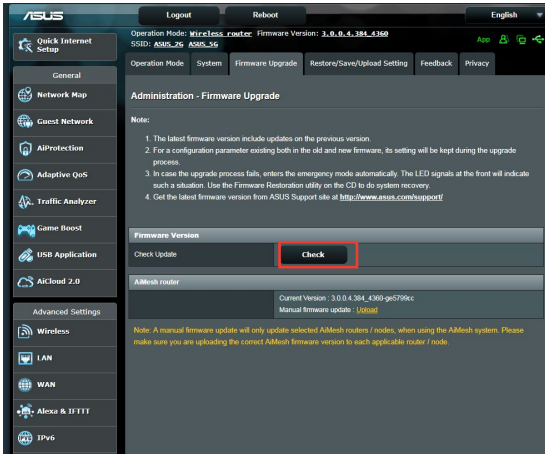 ASUS
Logout
Reboot
English
Quick Internet
Setup
Operation Mode: Wireless router Firmware Version: 3.0.0.4.384_4360
SSID: ASUS_2G ASUS_5G
App
Operation Mode
System
Firmware Upgrade
Restore/Save/Upload Setting
Feedback
Privacy
General
Network Map
Guest Network
AiProtection
Adaptive QoS
Traffic Analyzer
Game Boost
USB Application
AiCloud 2.0
Advanced Settings
Wireless
LAN
WAN
Alexa & IFTTT
IPv6
Administration - Firmware Upgrade
Note:
1. The latest firmware version include updates on the previous version.
2. For a configuration parameter existing both in the old and new firmware, its setting will be kept during the upgrade
process.
3. In case the upgrade process fails, enters the emergency mode automatically. The LED signals at the front will indicate
such a situation. Use the Firmware Restoration utility on the CD to do system recovery.
4. Get the latest firmware version from ASUS Support site at http://www.asus.com/support/
Firmware Version
Check Update
Check
AiMesh router
Current Version : 3.0.0.4.384_4360-ge5799cc
Manual firmware update : Upload
Note: A manual firmware update will only update selected AiMesh routers / nodes, when using the AiMesh system. Please
make sure you are uploading the correct AiMesh firmware version to each applicable router / node.